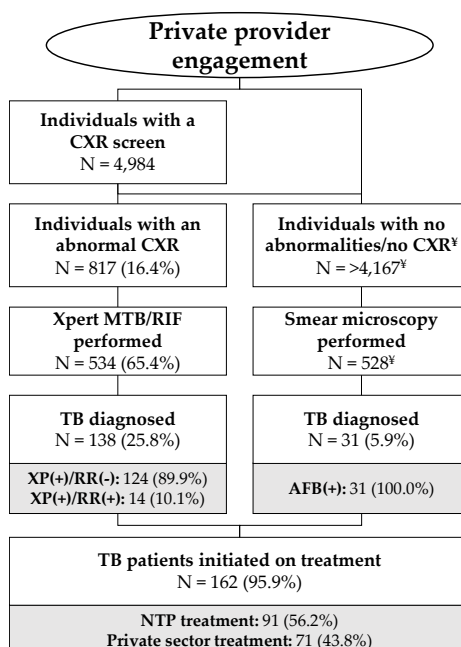 Private provider
engagement
Individuals with a
CXR screen
N = 4,984
Individuals with an
abnormal CXR
N = 817 (16.4%)
Individuals with no
abnormalities/no CXR¥
N = >4,167¥
Xpert MTB/RIF
performed
N = 534 (65.4%)
Smear microscopy
performed
N = 528¥
TB diagnosed
N = 138 (25.8%)
XP(+)/RR(-): 124 (89.9%)
XP(+)/RR(+): 14 (10.1%)
TB diagnosed
N = 31 (5.9%)
AFB(+): 31 (100.0%)
TB patients initiated on treatment
N = 162 (95.9%)
NTP treatment: 91 (56.2%)
Private sector treatment: 71 (43.8%)